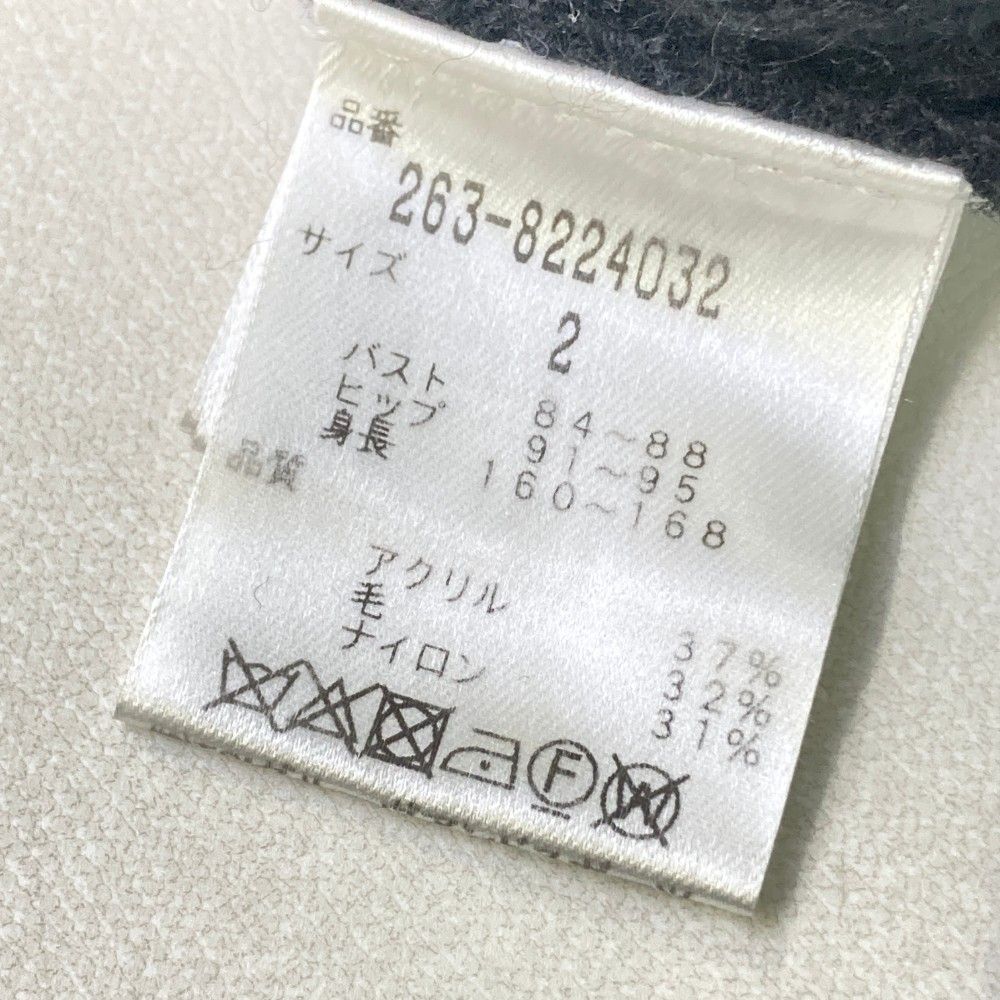 品番
263-8224032
サイズ
2
バスト 84～88
ヒップ 91～95
身長 160～168
品質
アクリル 37%
毛 32%
ナイロン 31%
F
W